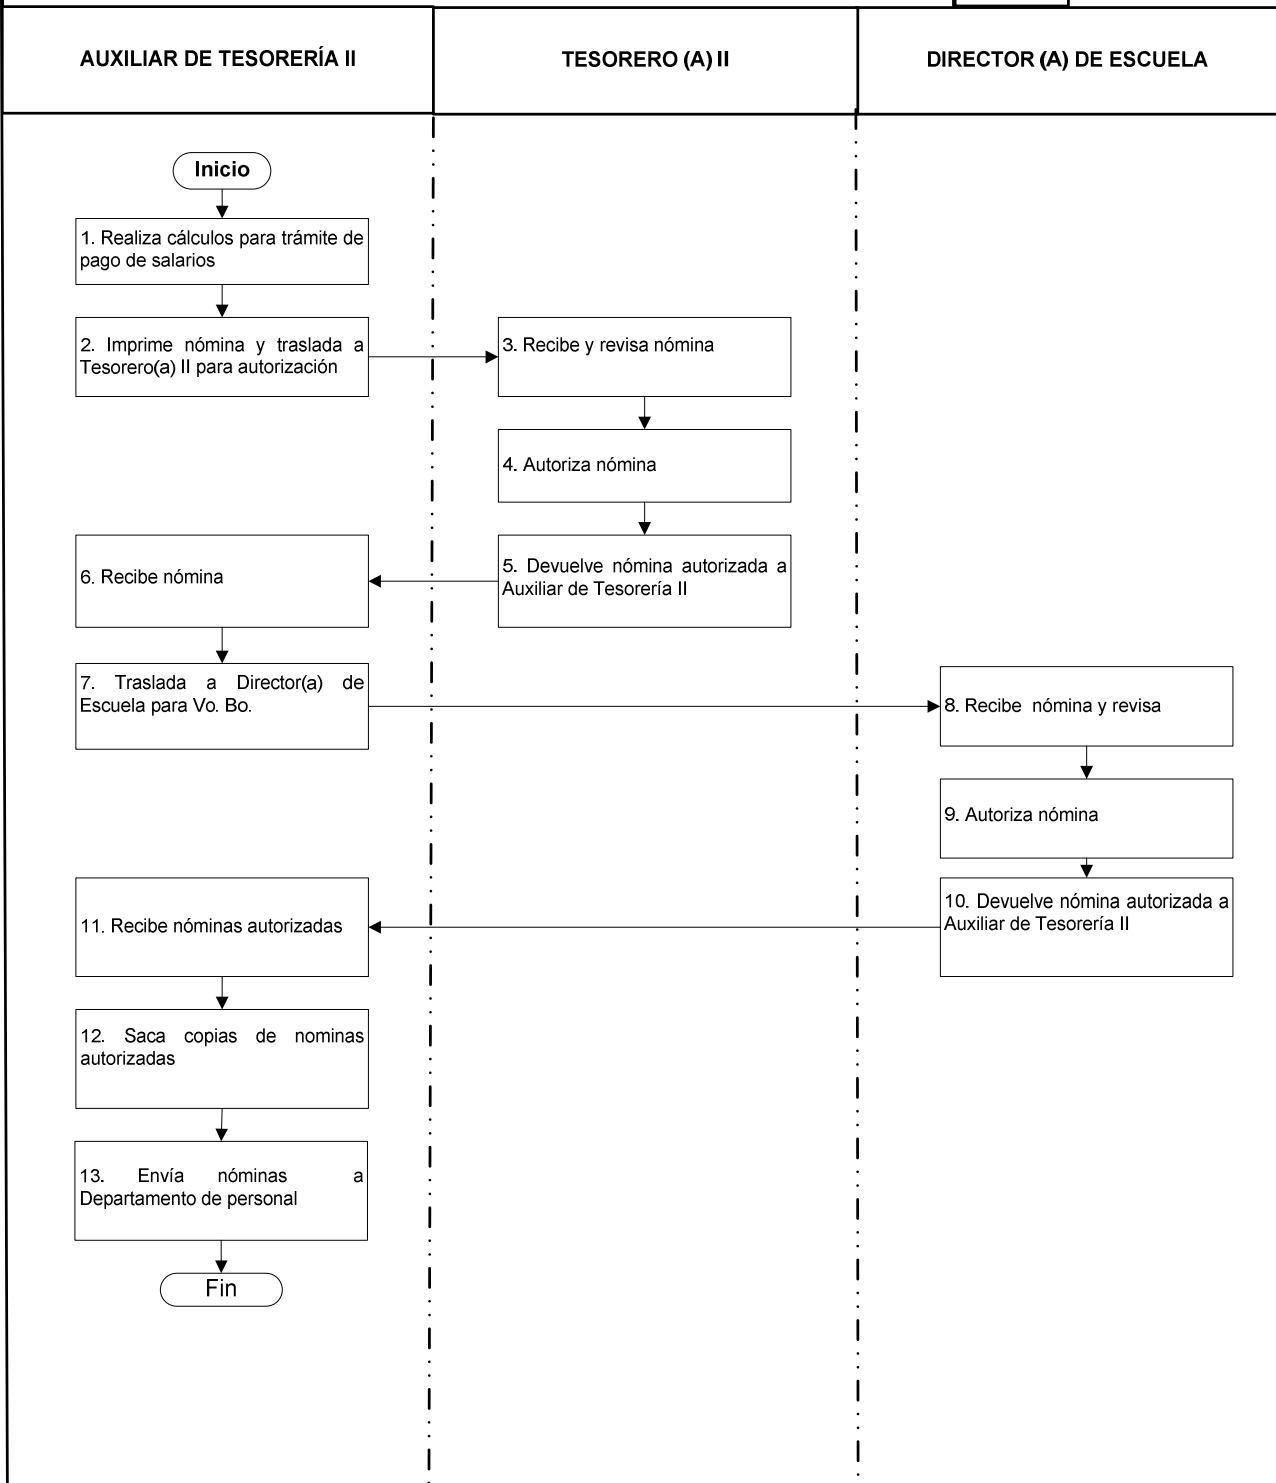 AUXILIAR DE TESORERÍA II
TESORERO (A) II
DIRECTOR (A) DE ESCUELA
Inicio
1. Realiza cálculos para trámite de
pago de salarios
2. Imprime nómina y traslada a
Tesorero(a) II para autorización
3. Recibe y revisa nómina
4. Autoriza nómina
5. Devuelve nómina autorizada a
Auxiliar de Tesorería II
6. Recibe nómina
7. Traslada a Director(a) de
Escuela para Vo. Bo.
8. Recibe nómina y revisa
9. Autoriza nómina
10. Devuelve nómina autorizada a
Auxiliar de Tesorería II
11. Recibe nóminas autorizadas
12. Saca copias de nominas
autorizadas
13. Envía nóminas a
Departamento de personal
Fin